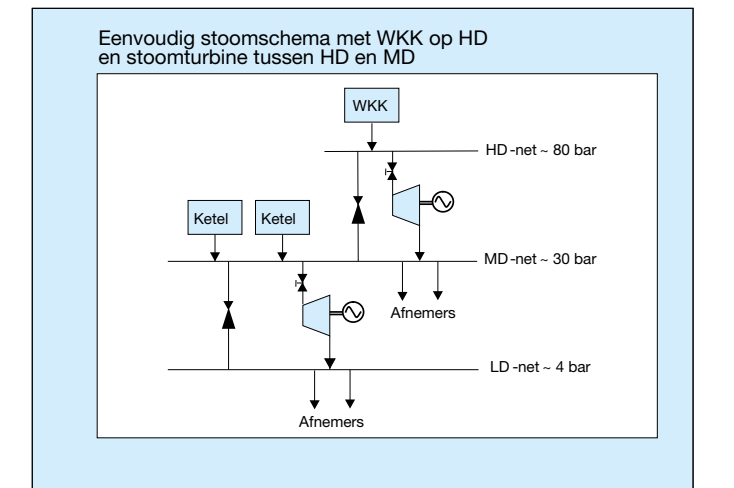 Eenvoudig stoomschema met WKK op HD
en stoomturbine tussen HD en MD
WKK
HD-net ~ 80 bar
Ketel
Ketel
MD-net ~ 30 bar
Afnemers
LD-net ~ 4 bar
Afnemers